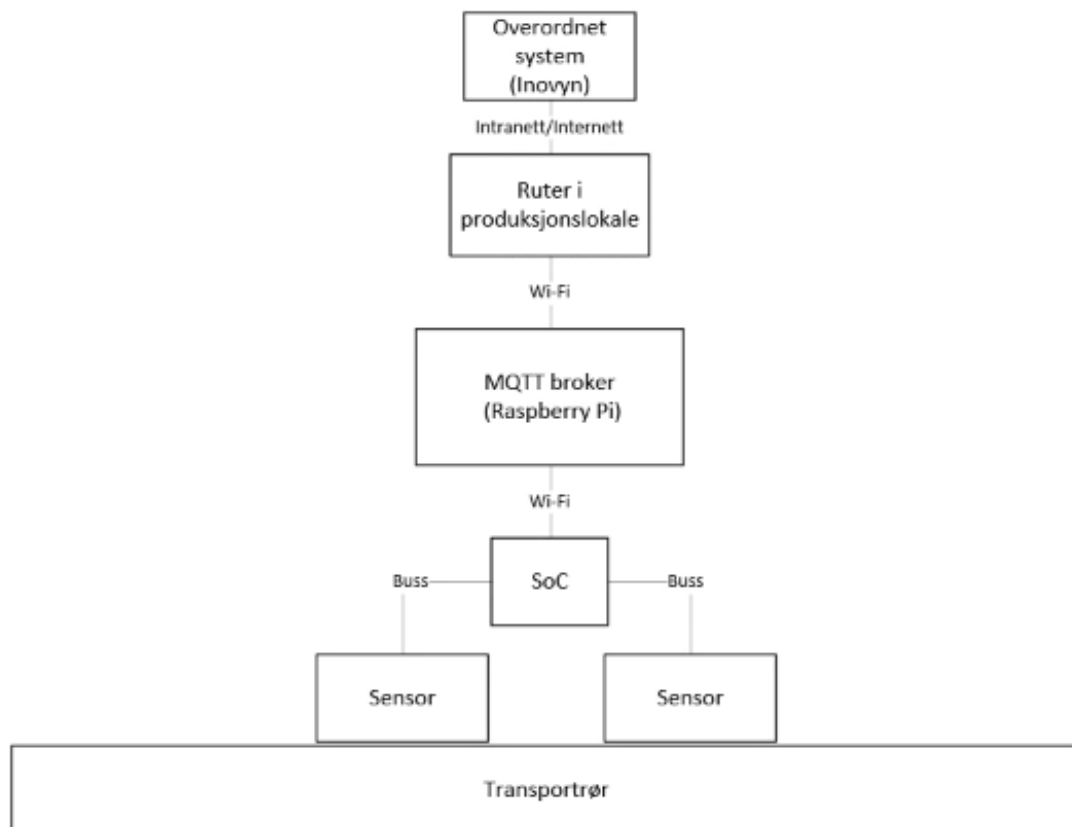 Overordnet
system
(Inovyn)
Intranett/Internett
Ruter i
produksjonslokale
Wi-Fi
MQTT broker
(Raspberry Pi)
Wi-Fi
Buss
SoC
Buss
Sensor
Sensor
Transportrør